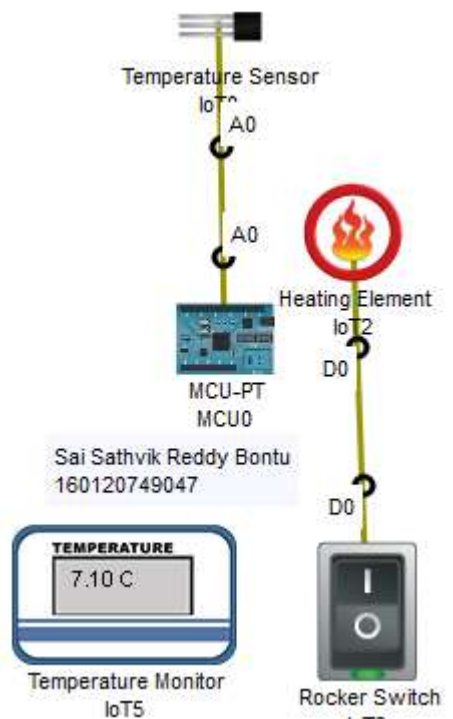 Temperature Sensor
A0
A0
Heating Element
IoT2
D0
MCU-PT
MCU0
Sai Sathvik Reddy Bontu
160120749047
D0
TEMPERATURE
7.10 C
Temperature Monitor
IoT5
Rocker Switch